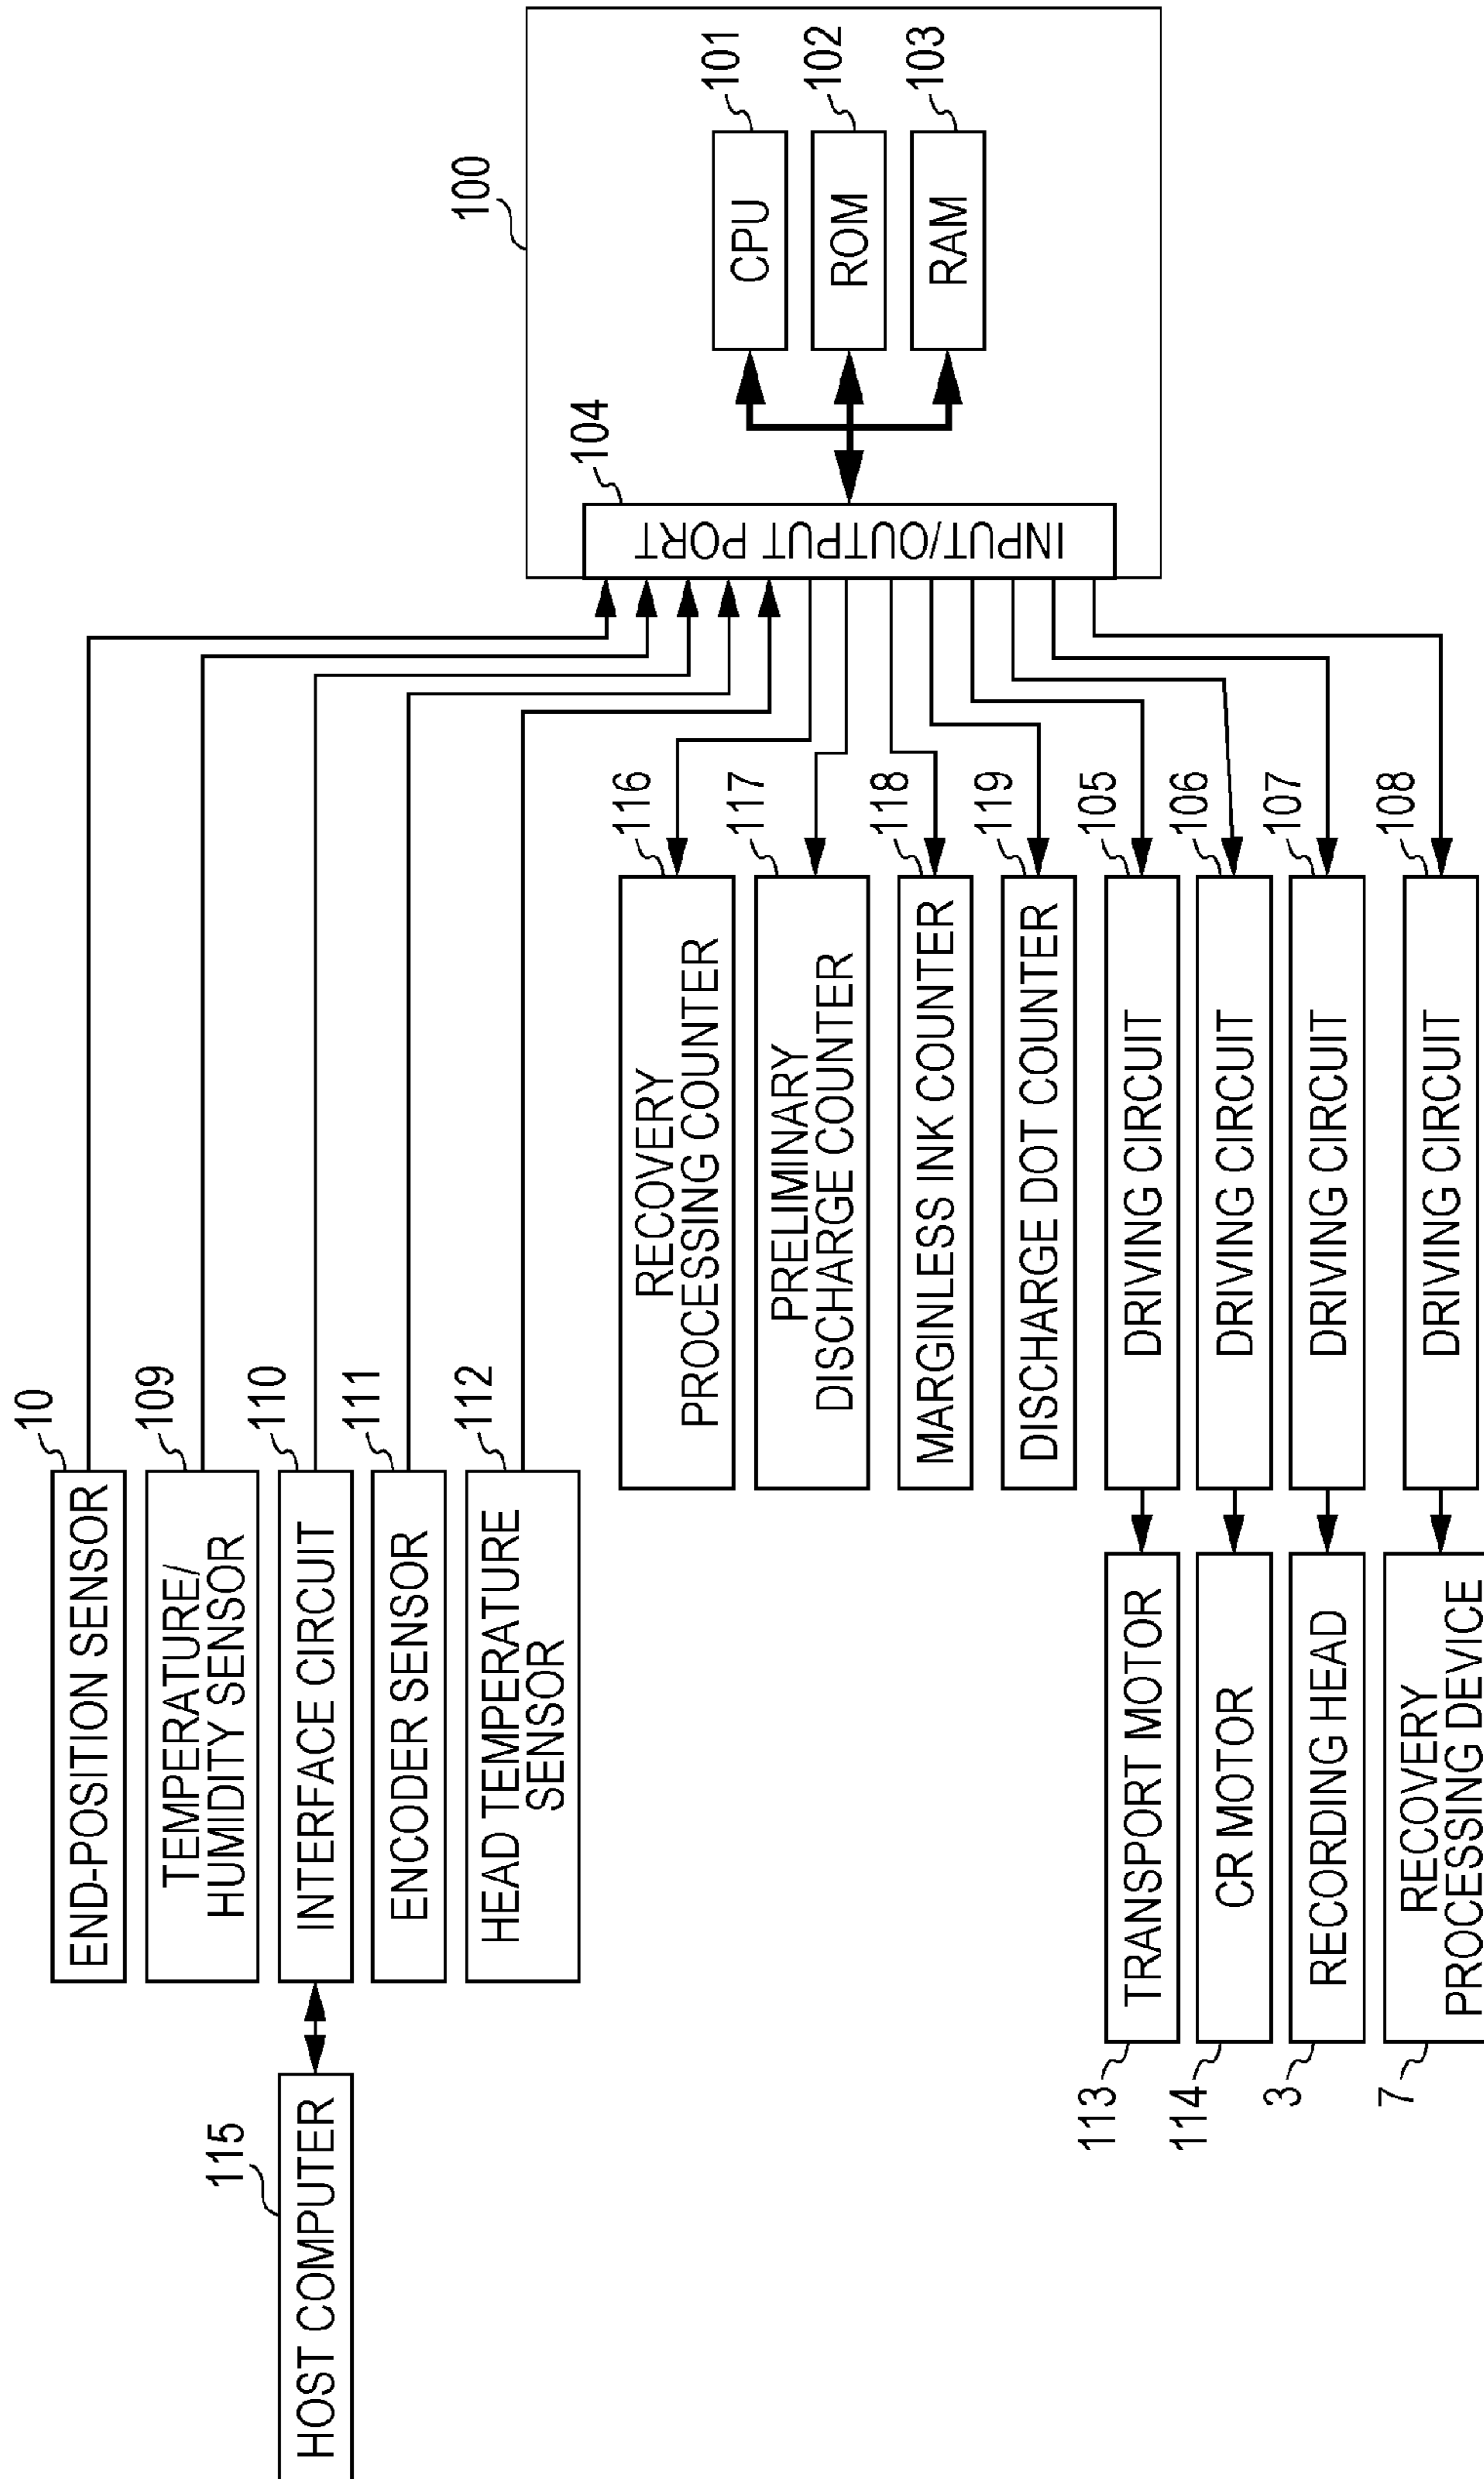 100
101
CPU
102
ROM
103
RAM
104
INPUT/OUTPUT PORT
10
END-POSITION SENSOR
109
TEMPERATURE/
HUMIDITY SENSOR
115
HOST COMPUTER
110
INTERFACE CIRCUIT
111
ENCODER SENSOR
112
HEAD TEMPERATURE
SENSOR
116
RECOVERY
PROCESSING COUNTER
117
PRELIMINARY
DISCHARGE COUNTER
118
MARGINLESS INK COUNTER
119
DISCHARGE DOT COUNTER
113
TRANSPORT MOTOR
105
DRIVING CIRCUIT
114
CR MOTOR
106
DRIVING CIRCUIT
3
RECORDING HEAD
107
DRIVING CIRCUIT
7
RECOVERY
PROCESSING DEVICE
108
DRIVING CIRCUIT